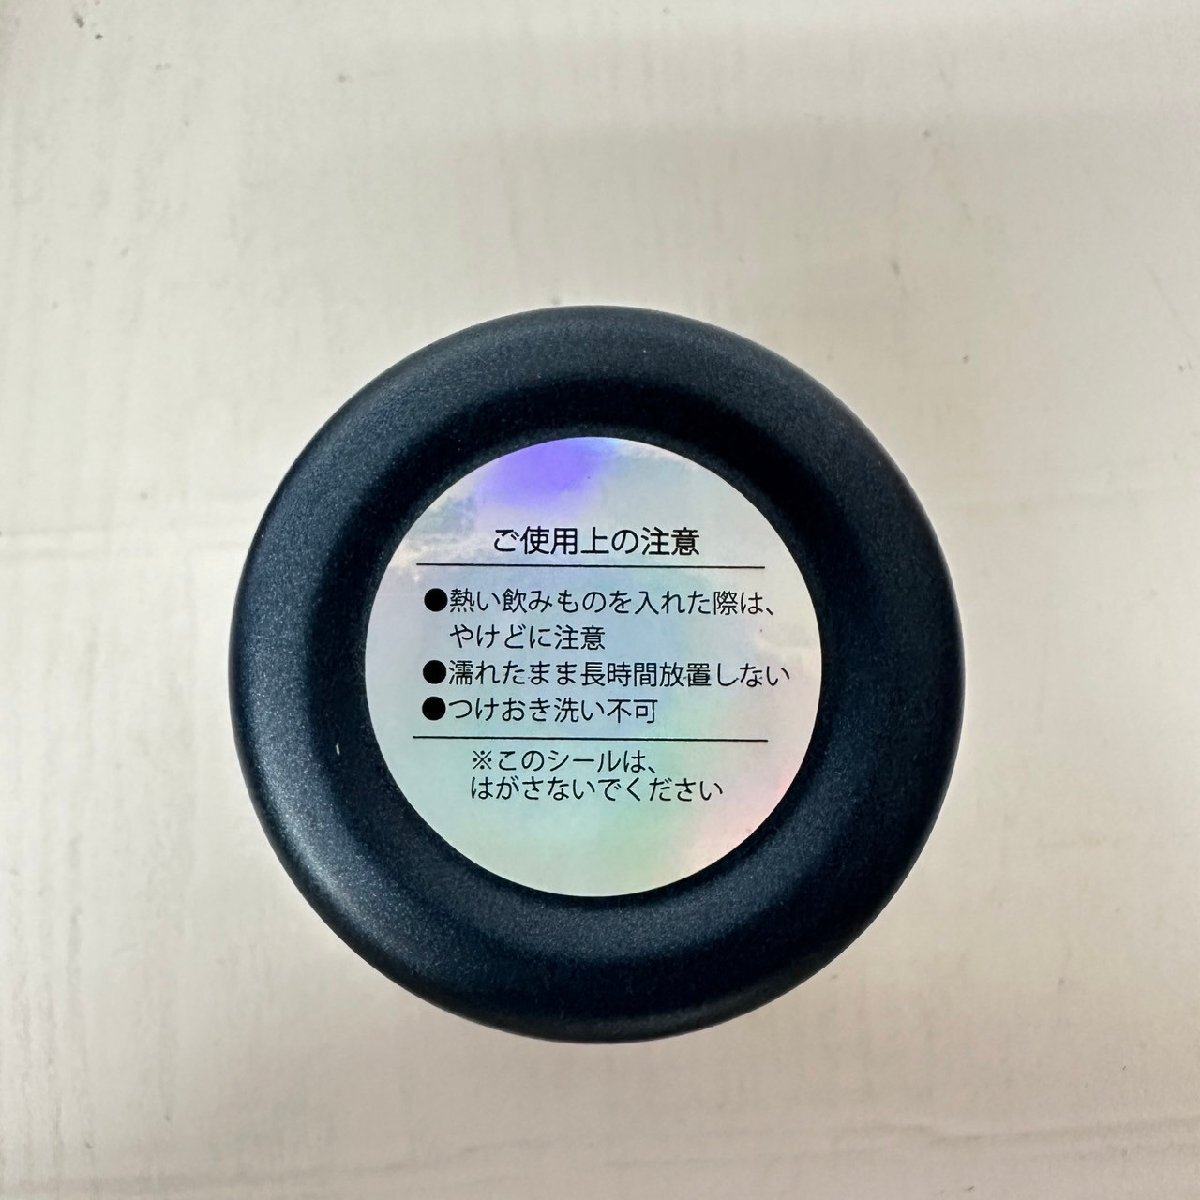 ご使用上の注意
●熱い飲みものを入れた際は、
やけどに注意
●濡れたまま長時間放置しない
●つけおき洗い不可
※このシールは、
はがさないでください